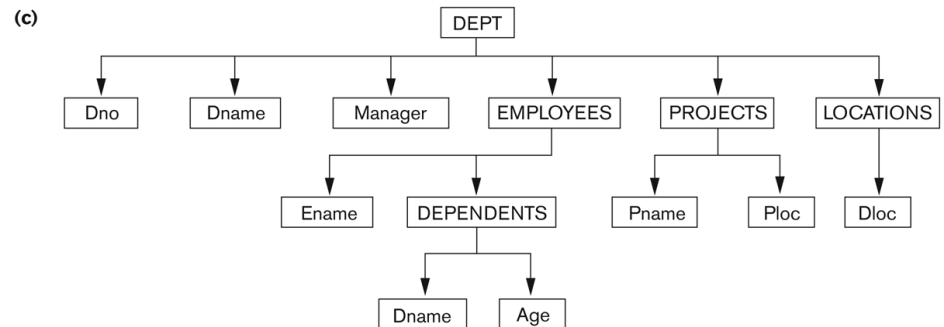 (c)
DEPT
Dno Dname Manager EMPLOYEES PROJECTS LOCATIONS
Ename DEPENDENTS Pname Ploc Dloc
Dname Age